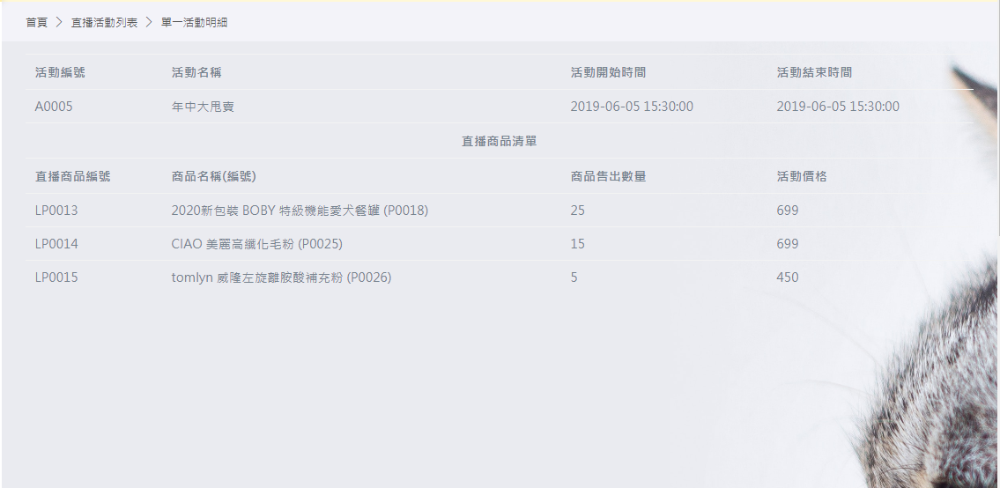 首頁 > 直播活動列表 > 單一活動明細
活動編號 活動名稱 活動開始時間 活動結束時間
A0005 年中大甩賣 2019-06-05 15:30:00 2019-06-05 15:30:00
直播商品清單
直播商品編號 商品名稱(編號) 商品售出數量 活動價格
LP0013 2020新包裝 BOBY 特級機能愛犬餐罐 (P0018) 25 699
LP0014 CIAO 美麗高纖化毛粉 (P0025) 15 699
LP0015 tomlyn 威隆左旋離胺酸補充粉 (P0026) 5 450